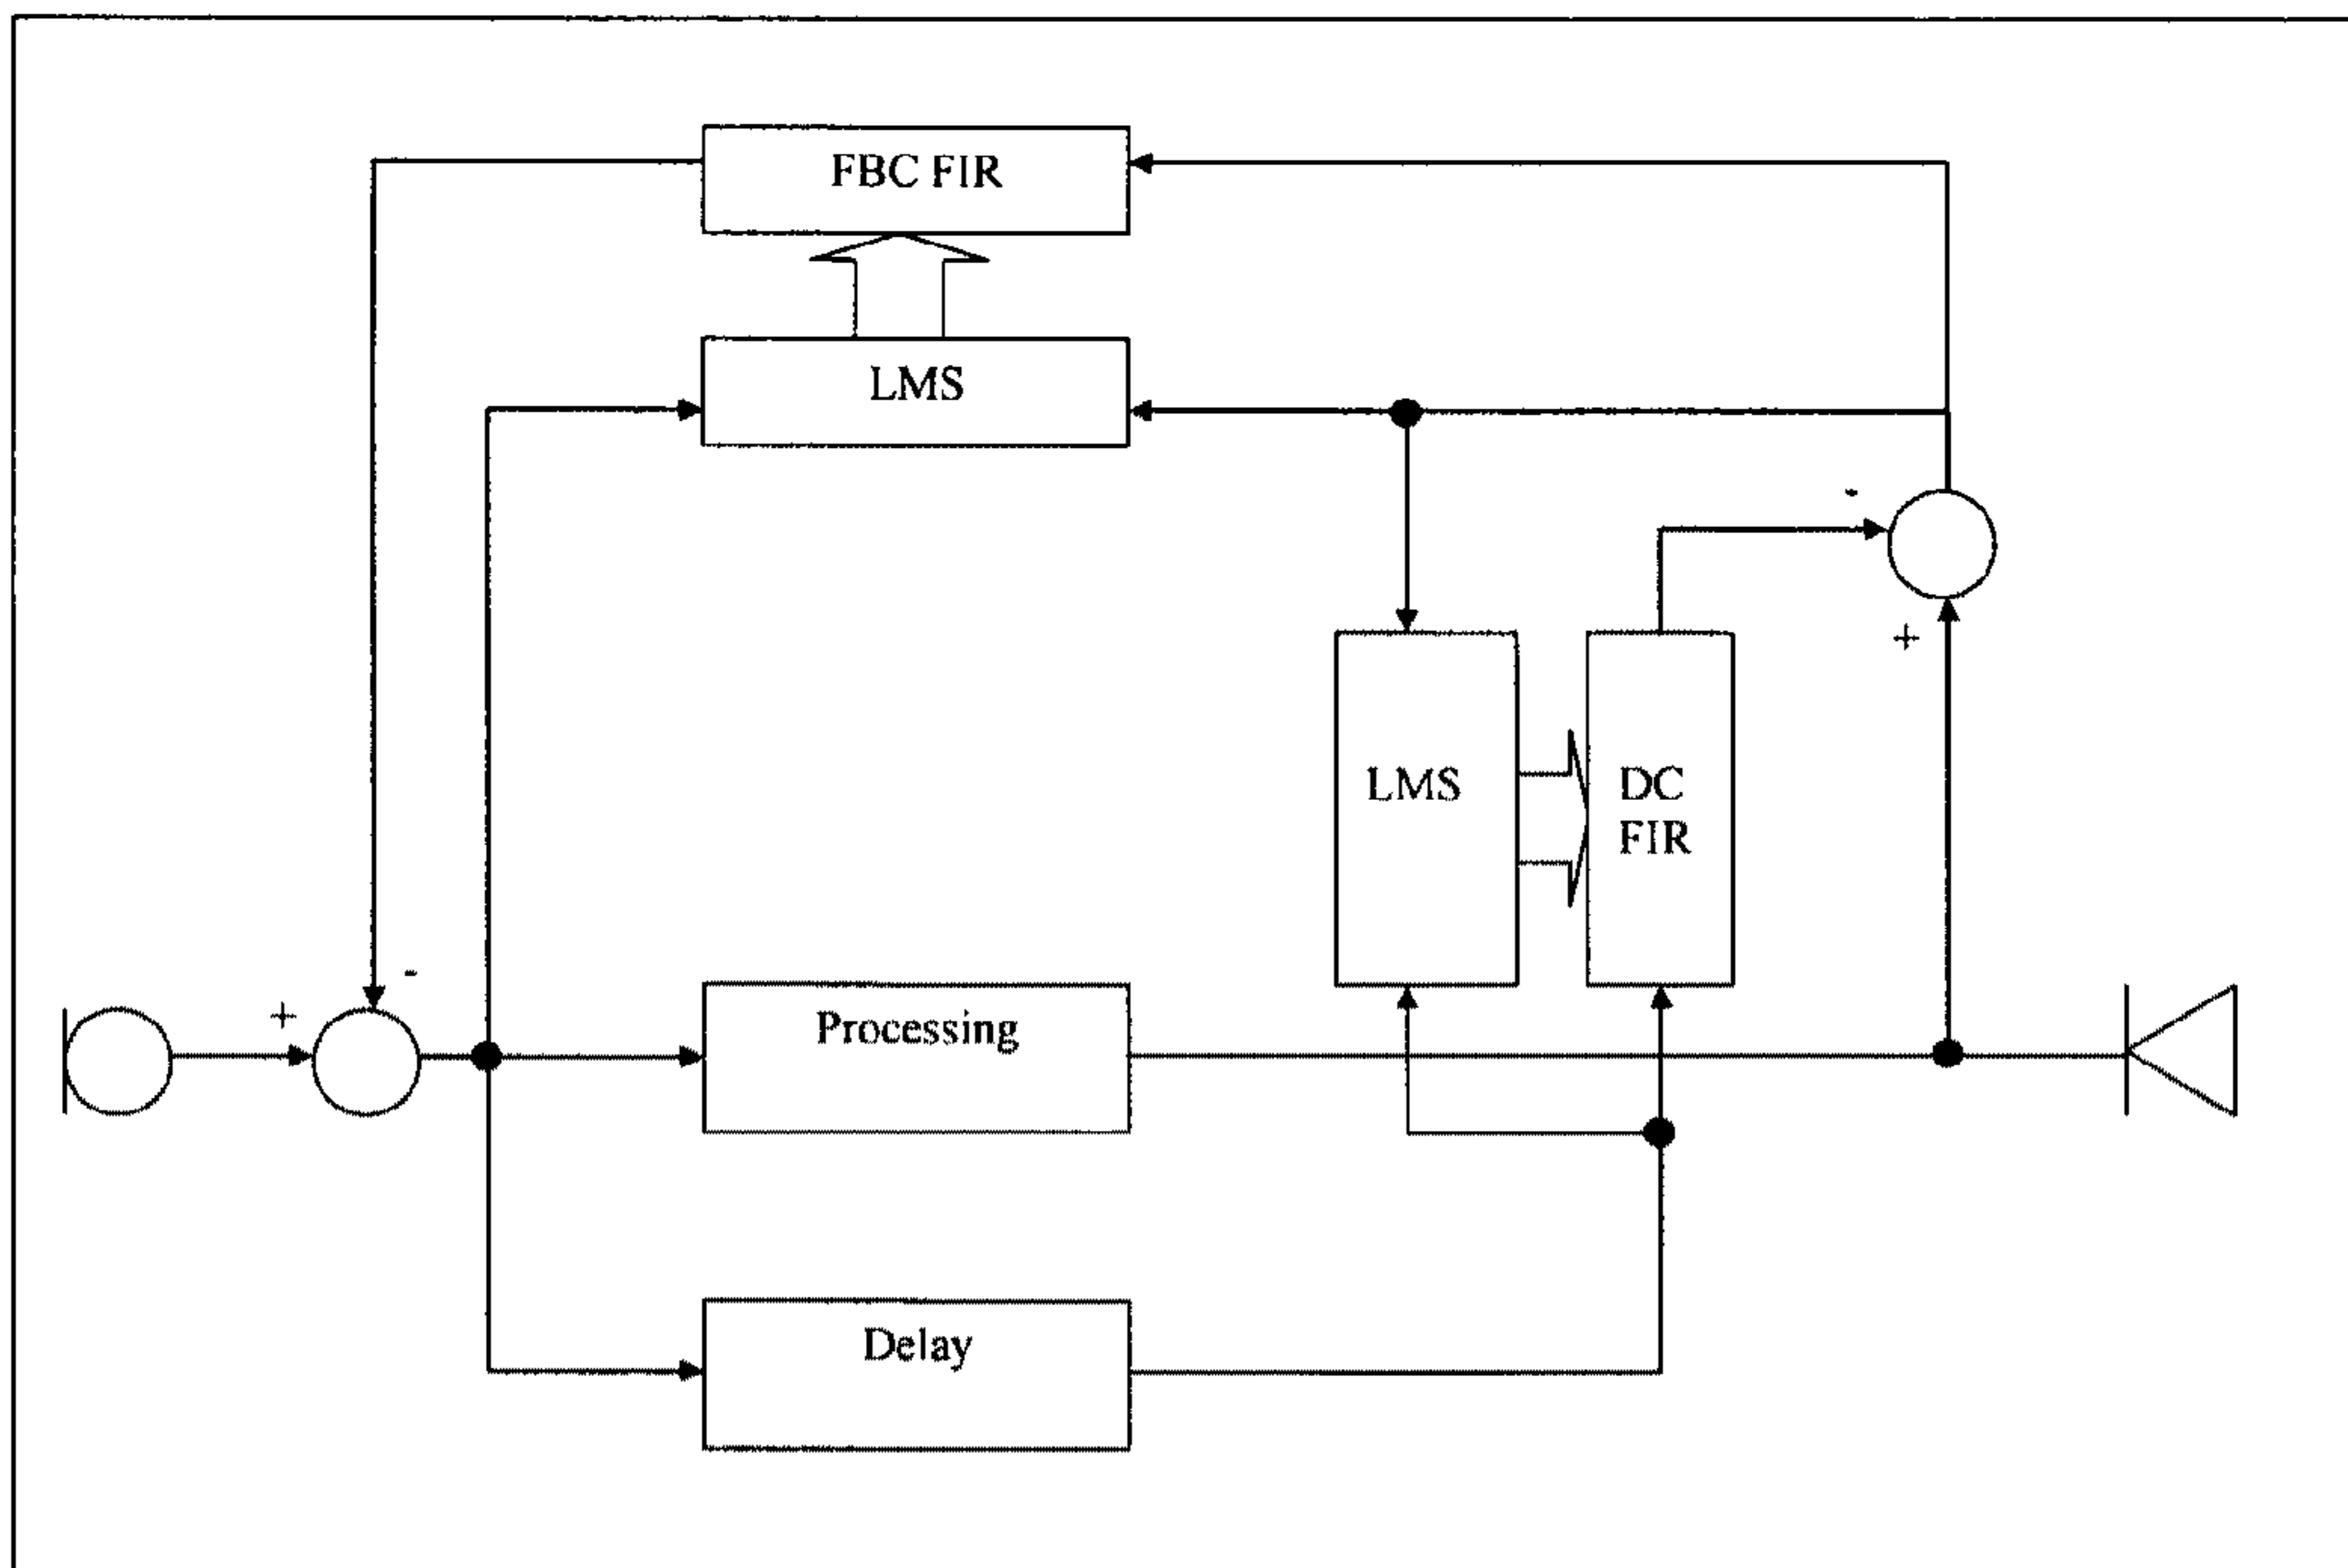 FBC FIR
LMS
-
+
LMS
DC
FIR
-
+
Processing
Delay